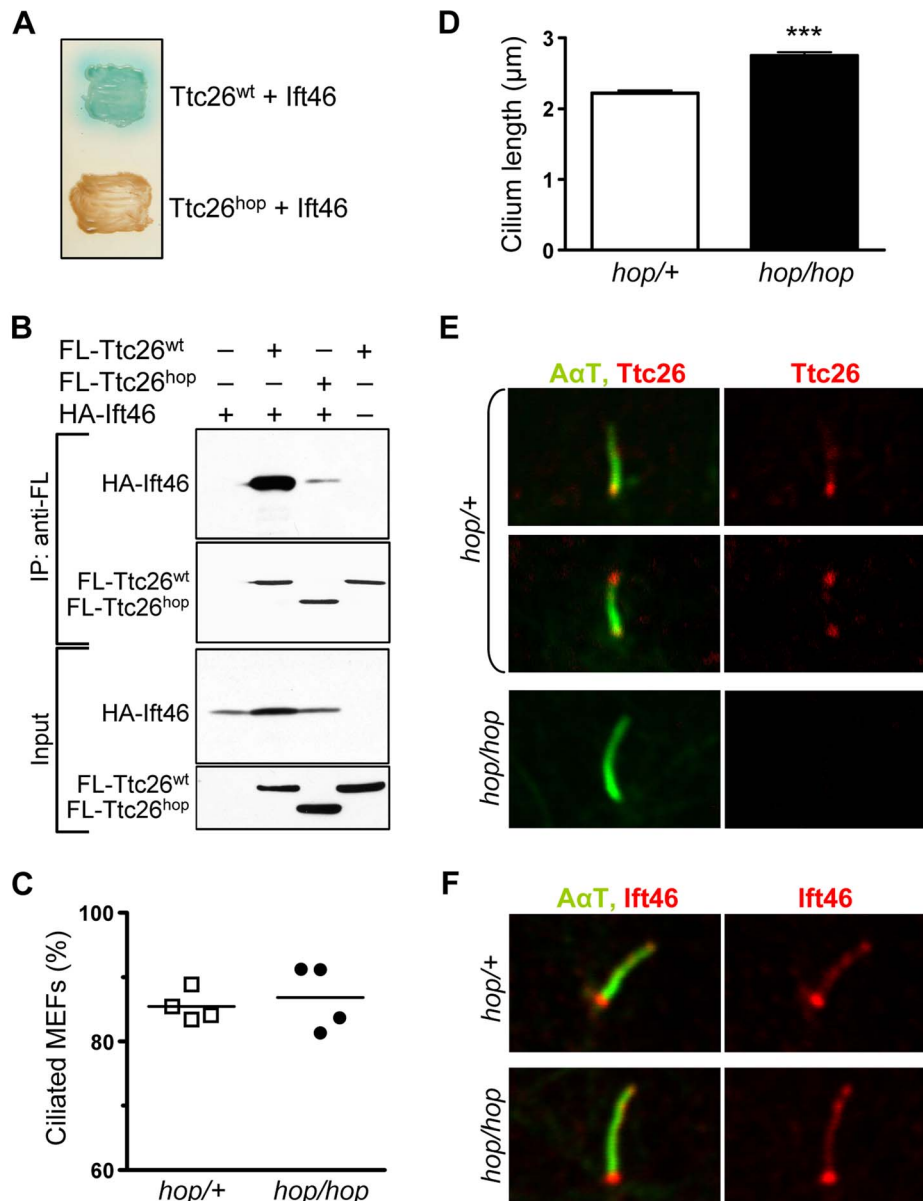 A
Ttc26wt + Ift46
Ttc26hop + Ift46
B
FL-Ttc26wt – + – +
FL-Ttc26hop – – + –
HA-Ift46 + + + –
IP: anti-FL
HA-Ift46
FL-Ttc26wt
FL-Ttc26hop
Input
HA-Ift46
FL-Ttc26wt
FL-Ttc26hop
C
Ciliated MEFs (%)
100
80
60
hop/+ hop/hop
D
Cilium length (μm)
3
2
1
0
***
hop/+ hop/hop
E
AαT, Ttc26 Ttc26
hop/+
hop/hop
F
AαT, Ift46 Ift46
hop/+
hop/hop